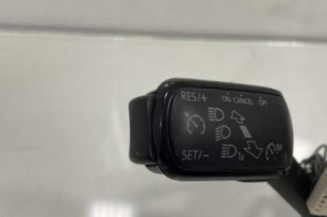 RES/+ ON CANCEL OFF
SET/-